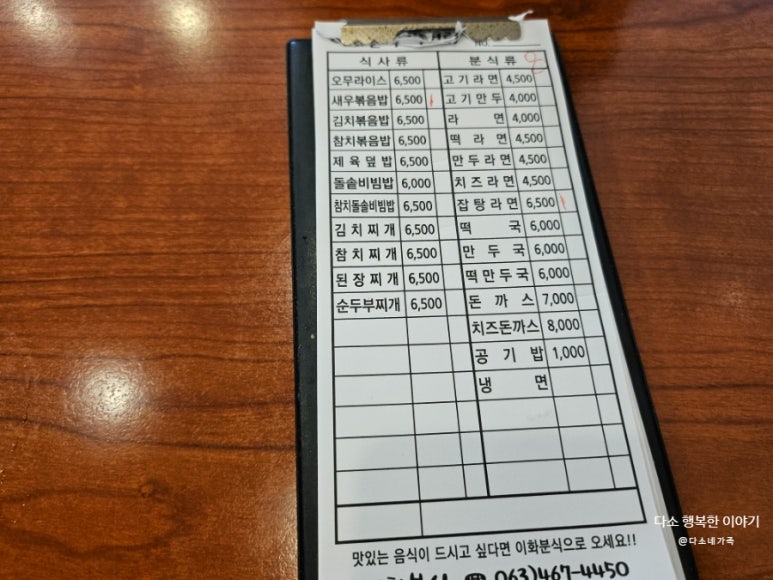 NO.
식 사 류 분 식 류
오무라이스 6,500 고기라면 4,500
새우볶음밥 6,500 고기만두 4,000
김치볶음밥 6,500 라 면 4,000
참치볶음밥 6,500 떡 라 면 4,500
제 육 덮 밥 6,500 만두라면 4,500
돌솥비빔밥 6,000 치즈라면 4,500
참치돌솥비빔밥 6,500 잡탕라면 6,500
김 치 찌 개 6,500 떡 국 6,000
참 치 찌 개 6,500 만 두 국 6,000
된 장 찌 개 6,500 떡만두국 6,000
순두부찌개 6,500 돈 까 스 7,000
치즈돈까스 8,000
공 기 밥 1,000
냉 면
맛있는 음식이 드시고 싶다면 이화분식으로 오세요!!
☎ 063)467-4450
다소 행복한 이야기
@다소네가족